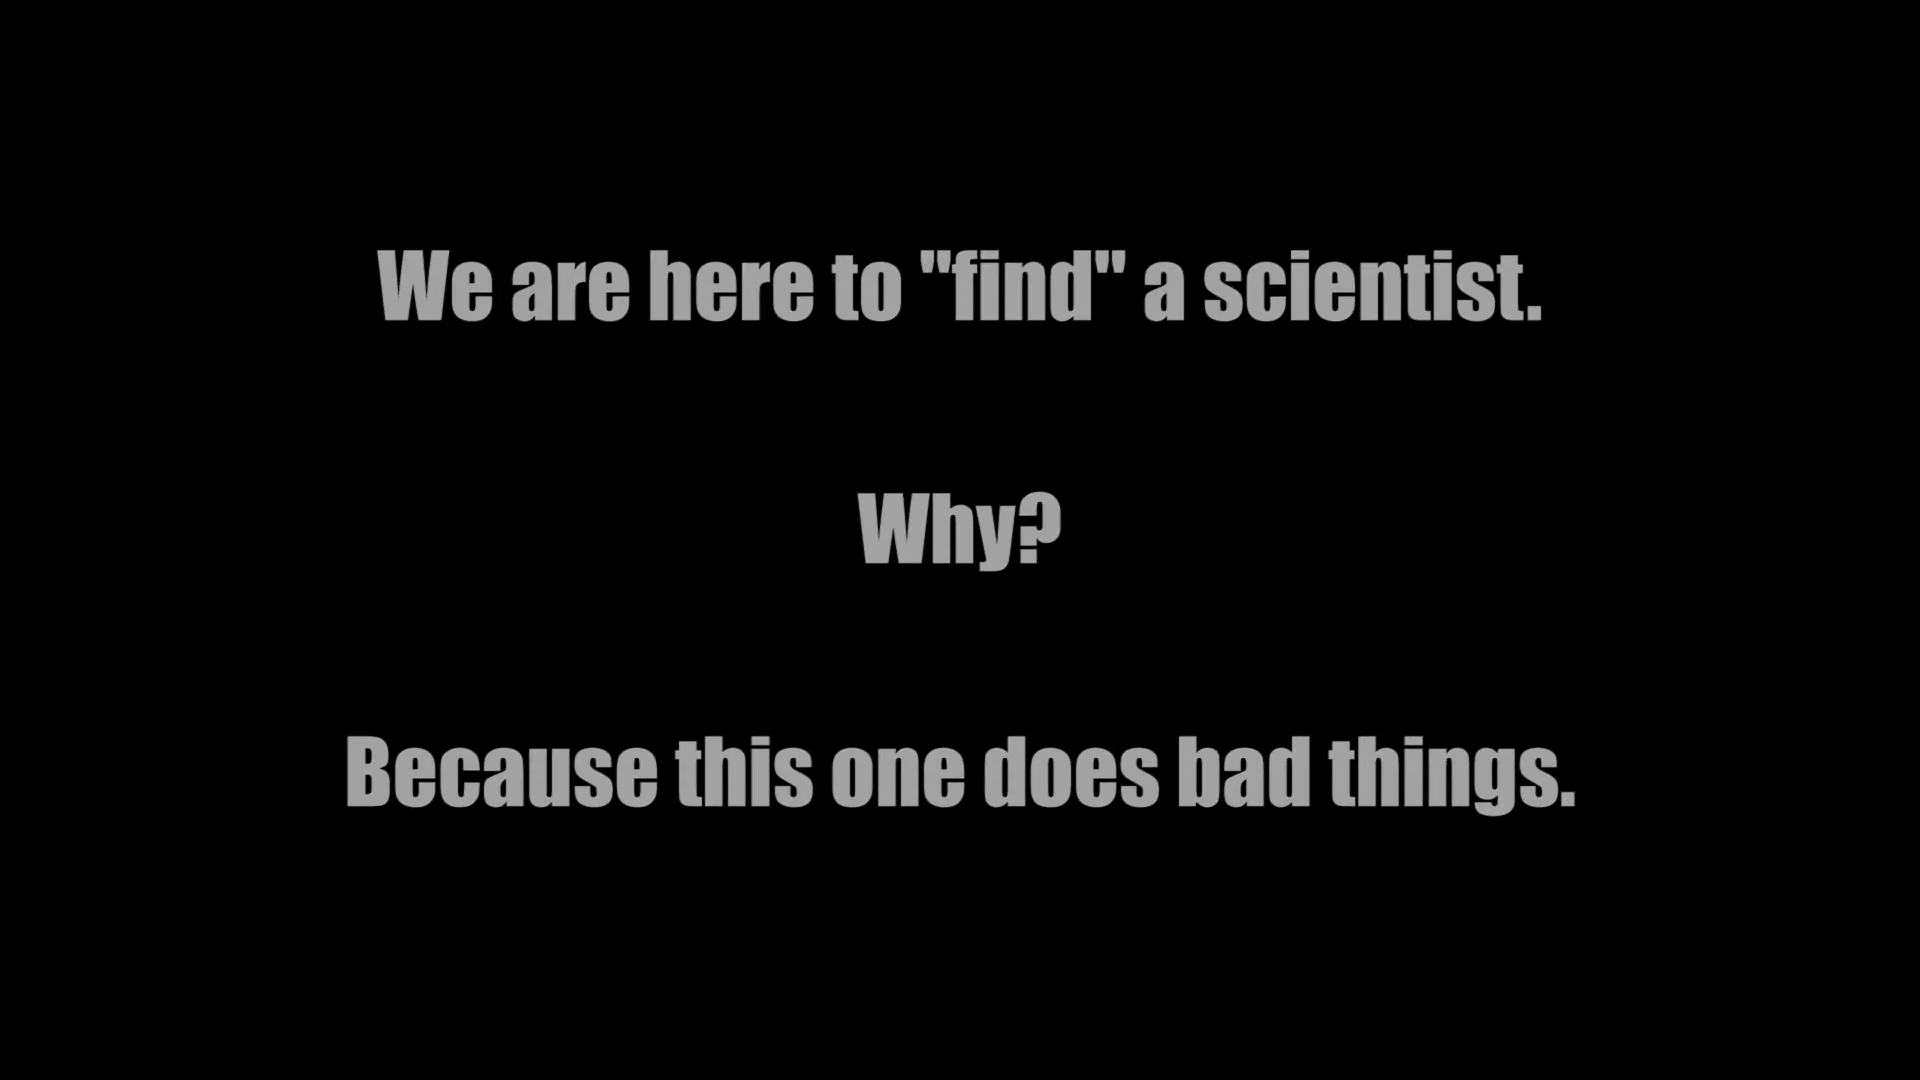 We are here to "find" a scientist.
Why?
Because this one does bad things.